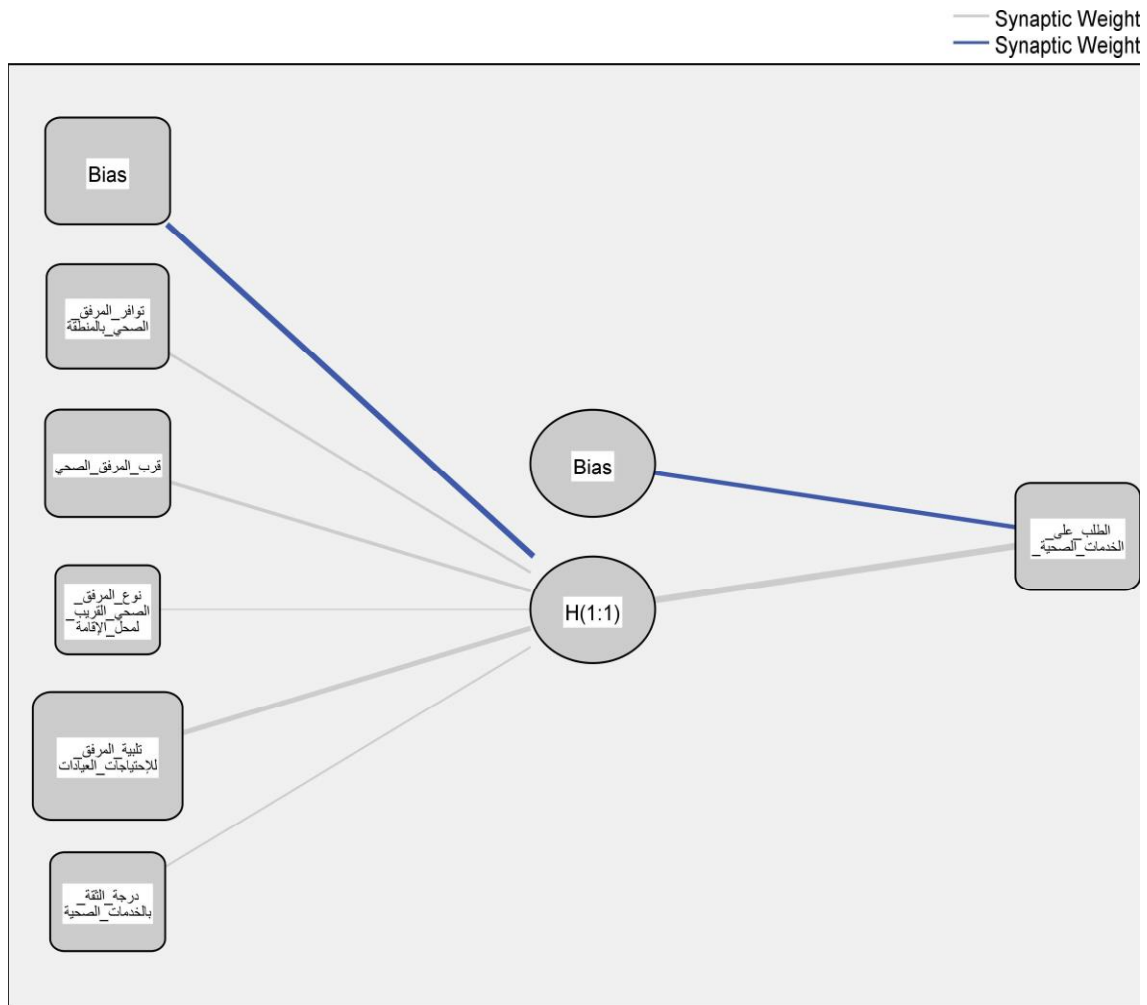 Synaptic Weight
Synaptic Weight
Bias
توافر_المرفق_
الصحي_بالمنطقة
قرب_المرفق_الصحي
نوع_المرفق_
الصحي_القريب_
لمحل_الإقامة
تلبية_المرفق_
للإحتياجات_العيادات
درجة_الثقة_
بالخدمات_الصحية
Bias
H(1:1)
الطلب_على_
الخدمات_الصحية_